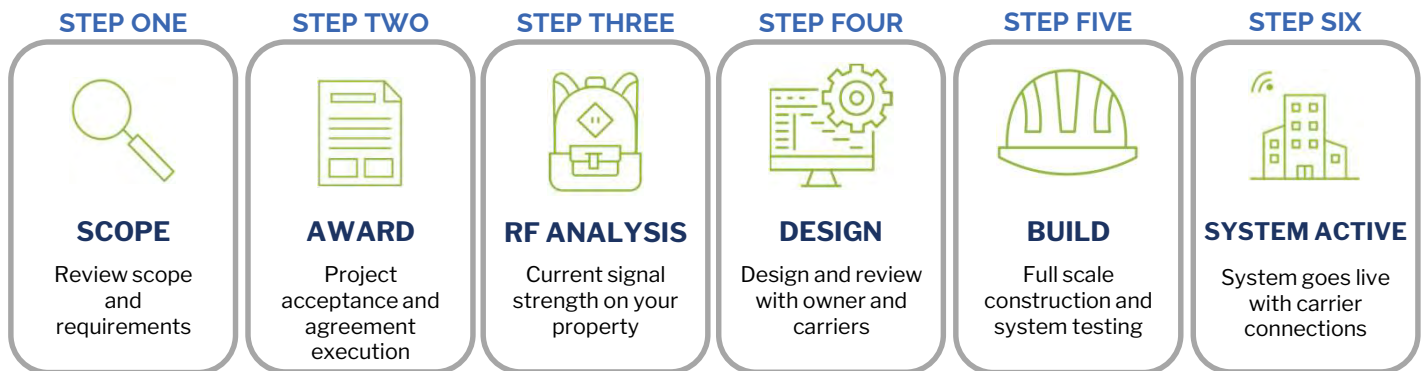 STEP ONE
SCOPE
Review scope
and
requirements
STEP TWO
AWARD
Project
acceptance and
agreement
execution
STEP THREE
RF ANALYSIS
Current signal
strength on your
property
STEP FOUR
DESIGN
Design and review
with owner and
carriers
STEP FIVE
BUILD
Full scale
construction and
system testing
STEP SIX
SYSTEM ACTIVE
System goes live
with carrier
connections